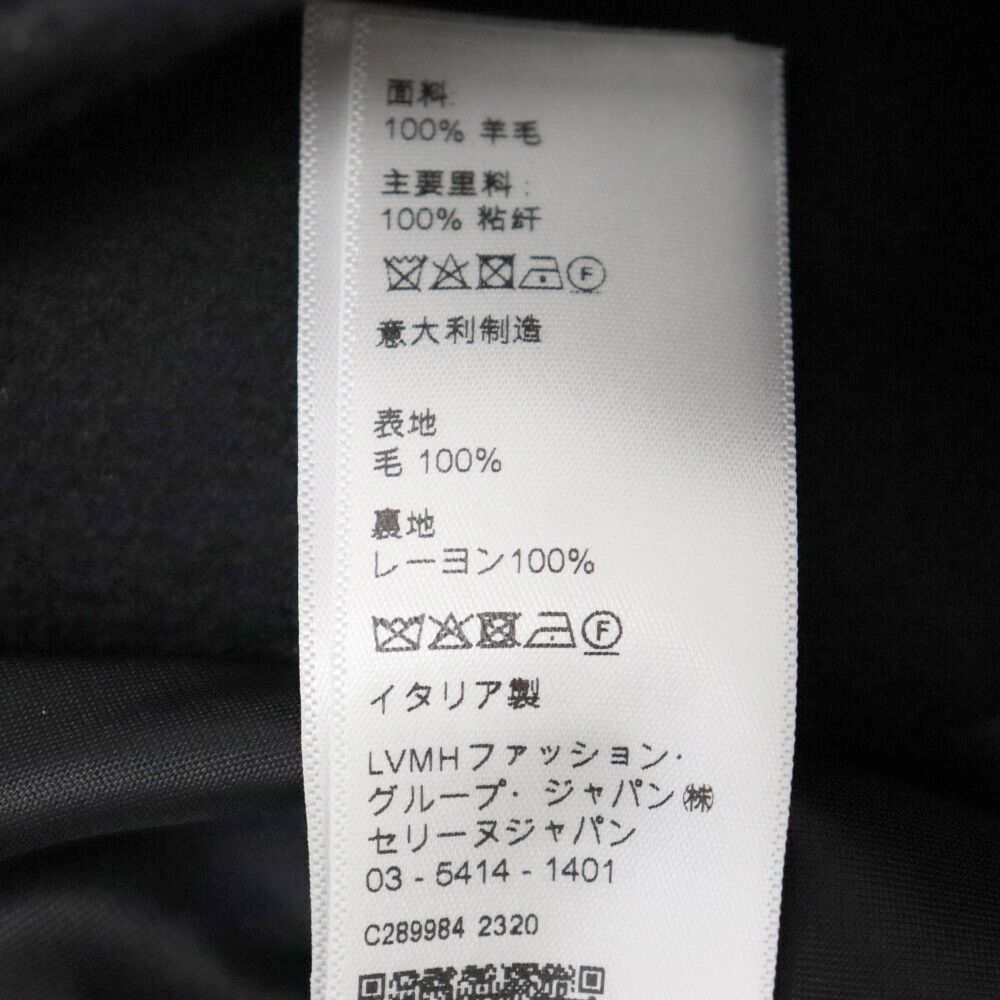 面料:
100% 羊毛
主要里料:
100% 粘纤
F
意大利制造
表地
毛 100%
裏地
レーヨン100%
F
イタリア製
LVMHファッション・
グループ・ジャパン㈱
セリーヌジャパン
03 - 5414 - 1401
C289984 2320